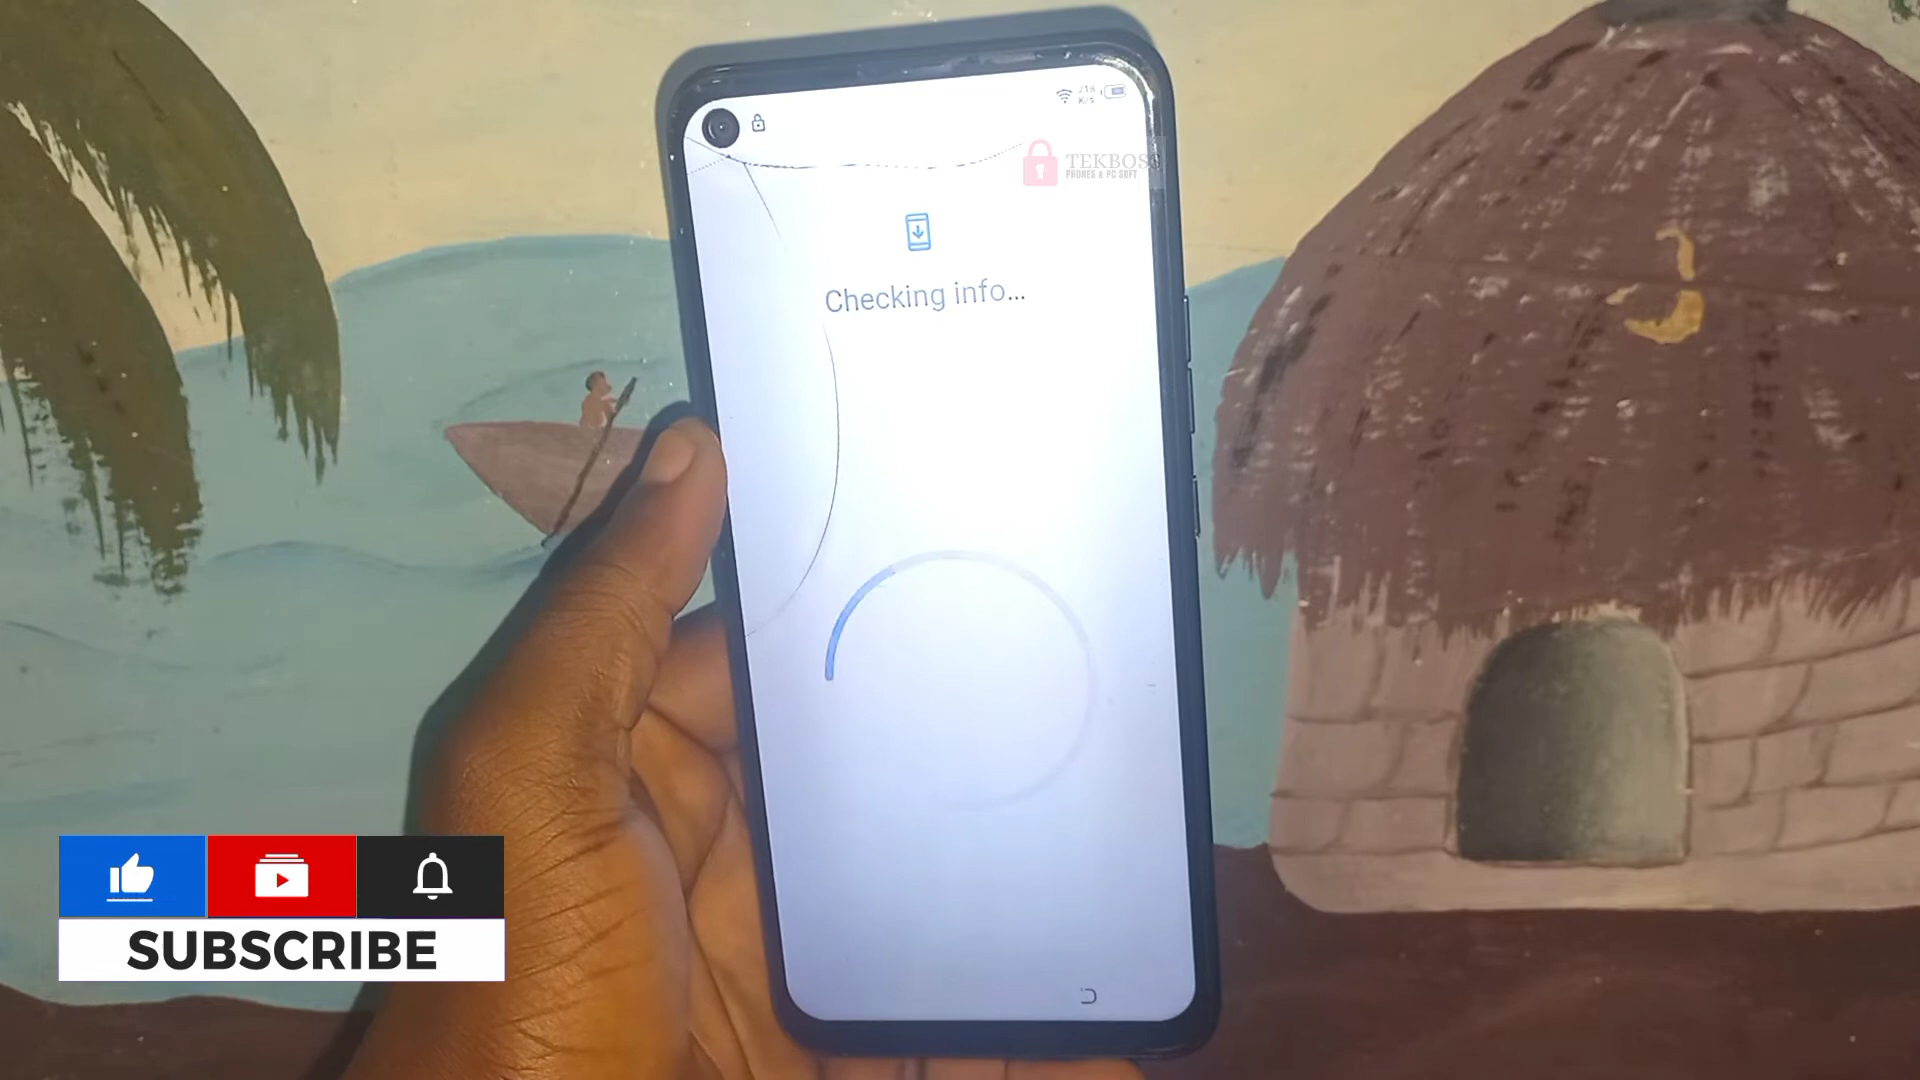 K/s
TEKBOSS
PHONES & PC SOFT
Checking info...
SUBSCRIBE